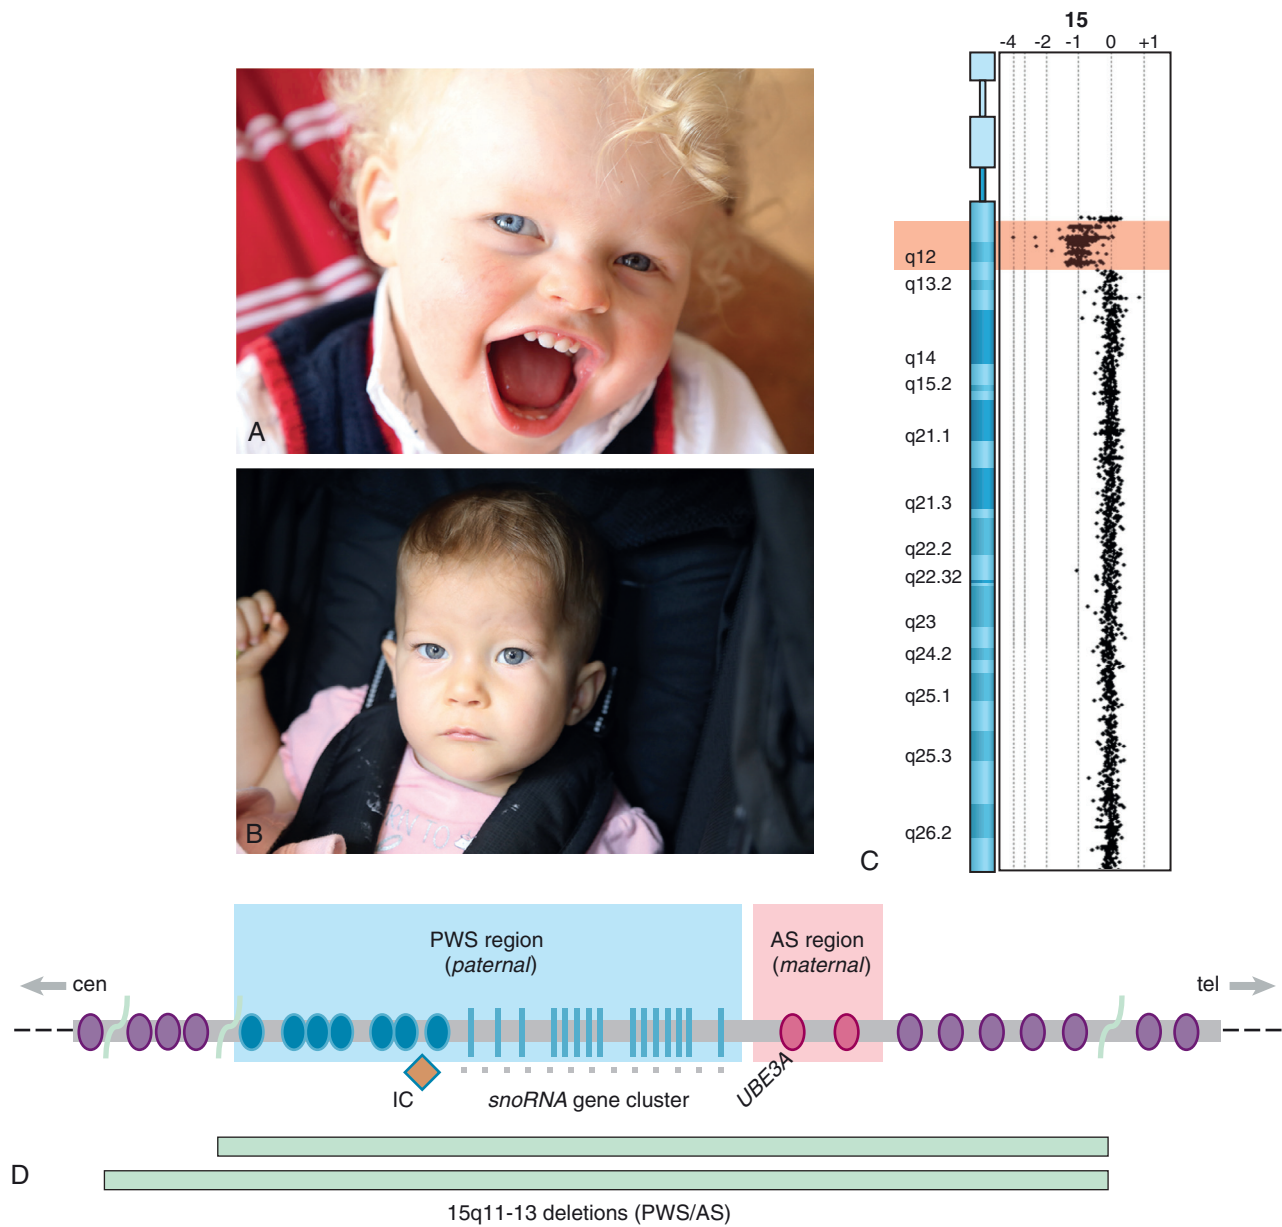 15
-4 -2 -1 0 +1
A
B
q12
q13.2
q14
q15.2
q21.1
q21.3
q22.2
q22.32
q23
q24.2
q25.1
q25.3
q26.2
C
PWS region
(paternal)
AS region
(maternal)
cen
tel
IC
snoRNA gene cluster
UBE3A
D
15q11-13 deletions (PWS/AS)